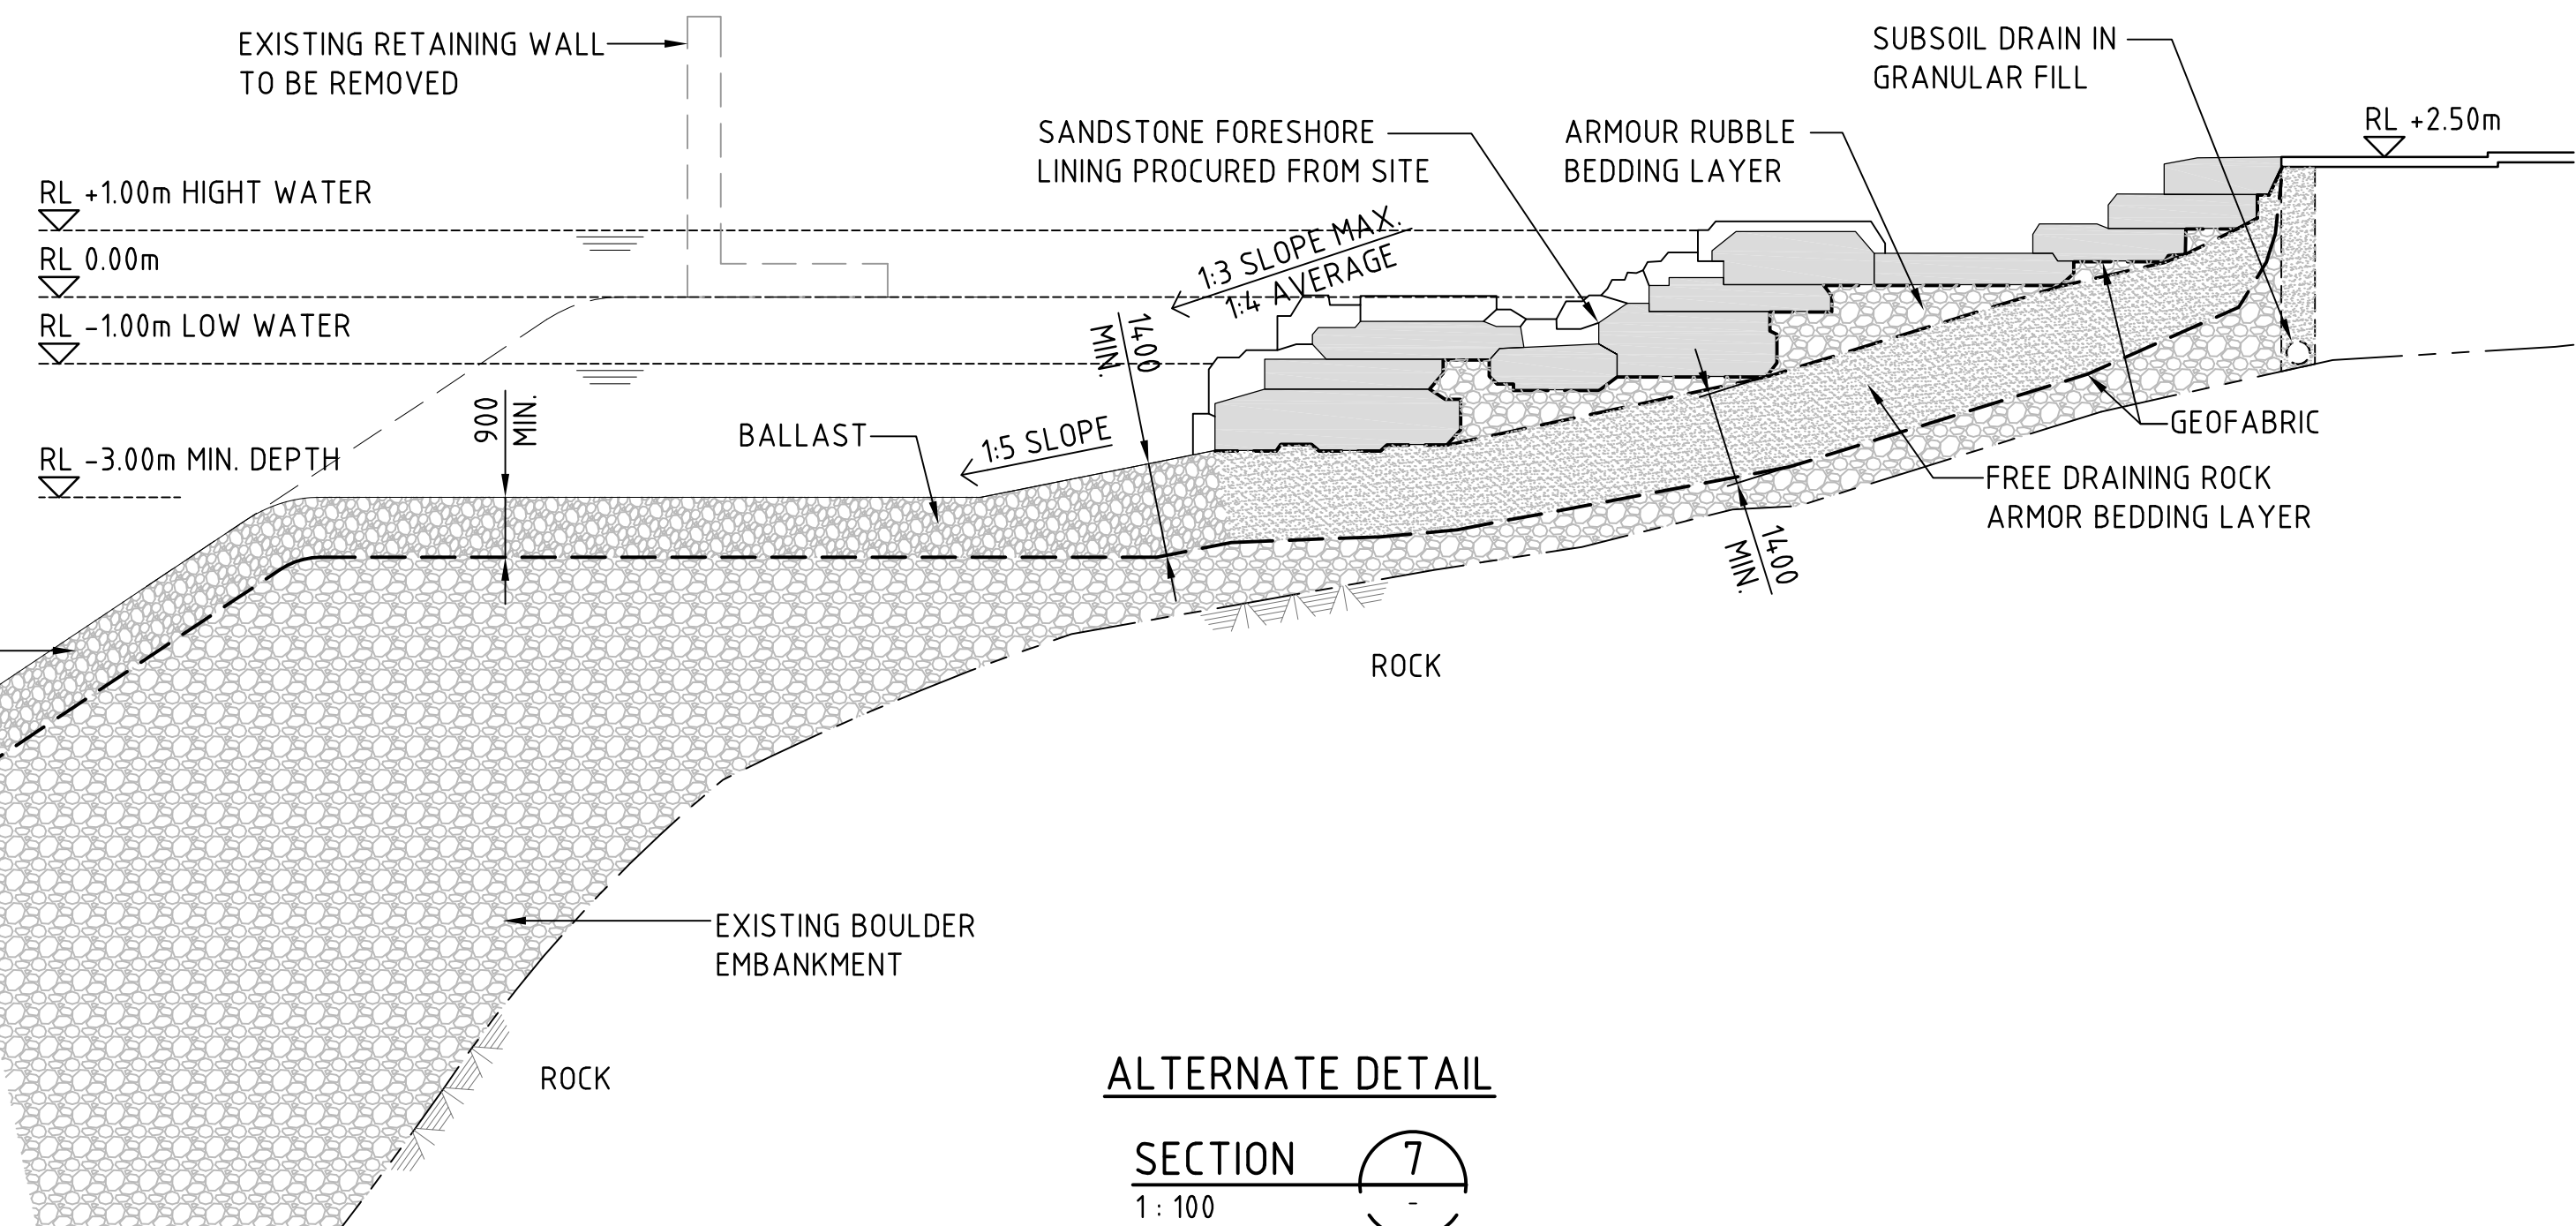 EXISTING RETAINING WALL
TO BE REMOVED
SUBSOIL DRAIN IN
GRANULAR FILL
SANDSTONE FORESHORE
LINING PROCURED FROM SITE
ARMOUR RUBBLE
BEDDING LAYER
RL +2.50m
RL +1.00m HIGHT WATER
RL 0.00m
RL -1.00m LOW WATER
RL -3.00m MIN. DEPTH
1:3 SLOPE MAX.
1:4 AVERAGE
1400
MIN.
900
MIN.
BALLAST
1:5 SLOPE
GEOFABRIC
FREE DRAINING ROCK
ARMOR BEDDING LAYER
1400
MIN.
ROCK
EXISTING BOULDER
EMBANKMENT
ROCK
ALTERNATE DETAIL
SECTION
7
1 : 100
-